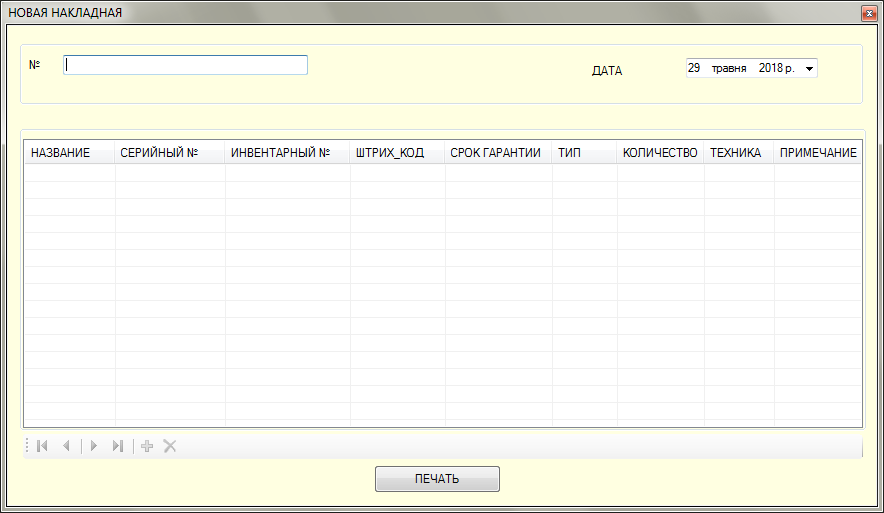 НОВАЯ НАКЛАДНАЯ
№
ДАТА 29 травня 2018 р.
НАЗВАНИЕ СЕРИЙНЫЙ № ИНВЕНТАРНЫЙ № ШТРИХ_КОД СРОК ГАРАНТИИ ТИП КОЛИЧЕСТВО ТЕХНИКА ПРИМЕЧАНИЕ
ПЕЧАТЬ